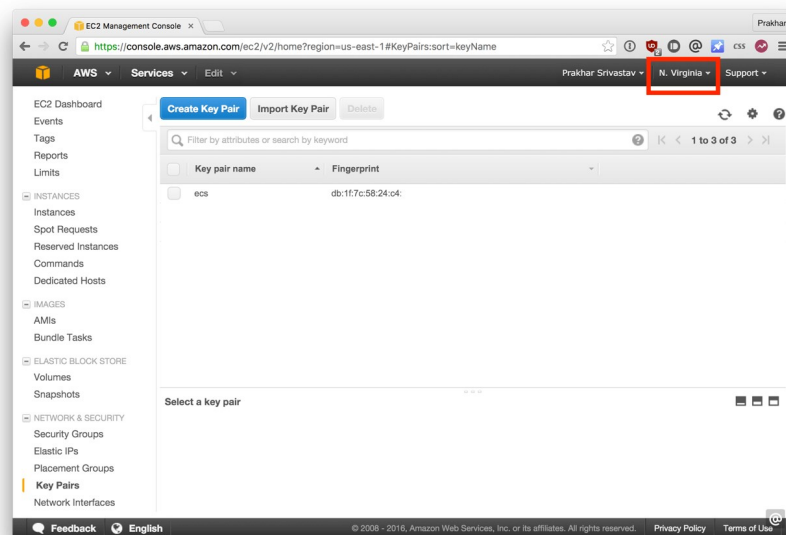 EC2 Management Console ×
Prakhar
https://console.aws.amazon.com/ec2/v2/home?region=us-east-1#KeyPairs:sort=keyName
css
AWS Services Edit Prakhar Srivastav N. Virginia Support
EC2 Dashboard
Events
Tags
Reports
Limits
INSTANCES
Instances
Spot Requests
Reserved Instances
Commands
Dedicated Hosts
IMAGES
AMIs
Bundle Tasks
ELASTIC BLOCK STORE
Volumes
Snapshots
NETWORK & SECURITY
Security Groups
Elastic IPs
Placement Groups
Key Pairs
Network Interfaces
Create Key Pair Import Key Pair Delete
Filter by attributes or search by keyword
1 to 3 of 3
Key pair name Fingerprint
ecs db:1f:7c:58:24:c4:
Select a key pair
Feedback English © 2008 - 2016, Amazon Web Services, Inc. or its affiliates. All rights reserved. Privacy Policy Terms of Use
@